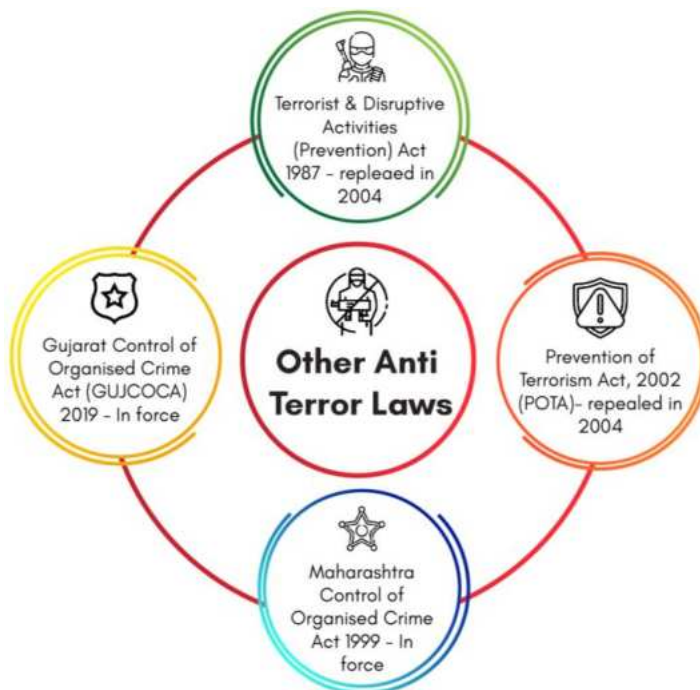 Terrorist & Disruptive
Activities
(Prevention) Act
1987 - repleaed in
2004
Gujarat Control of
Organised Crime
Act (GUJCOCA)
2019 - In force
Other Anti
Terror Laws
Prevention of
Terrorism Act, 2002
(POTA)- repealed in
2004
Maharashtra
Control of
Organised Crime
Act 1999 - In
force